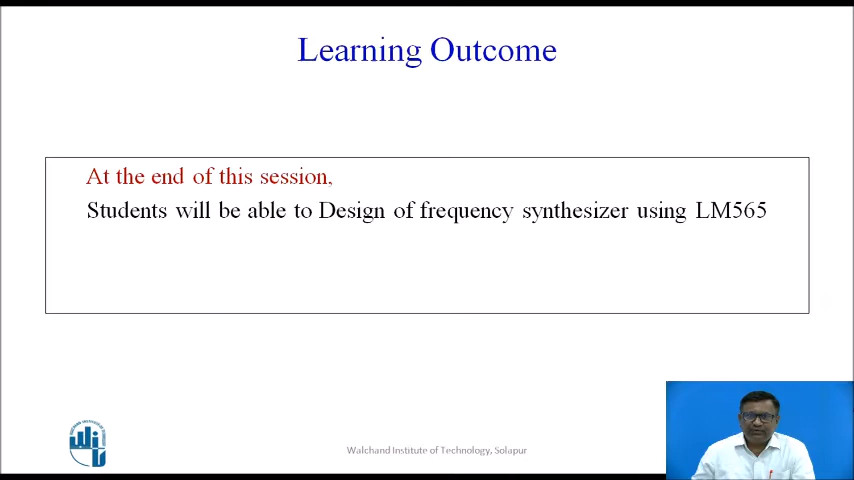 Learning Outcome
At the end of this session,
Students will be able to Design of frequency synthesizer using LM565
Walchand Institute of Technology, Solapur